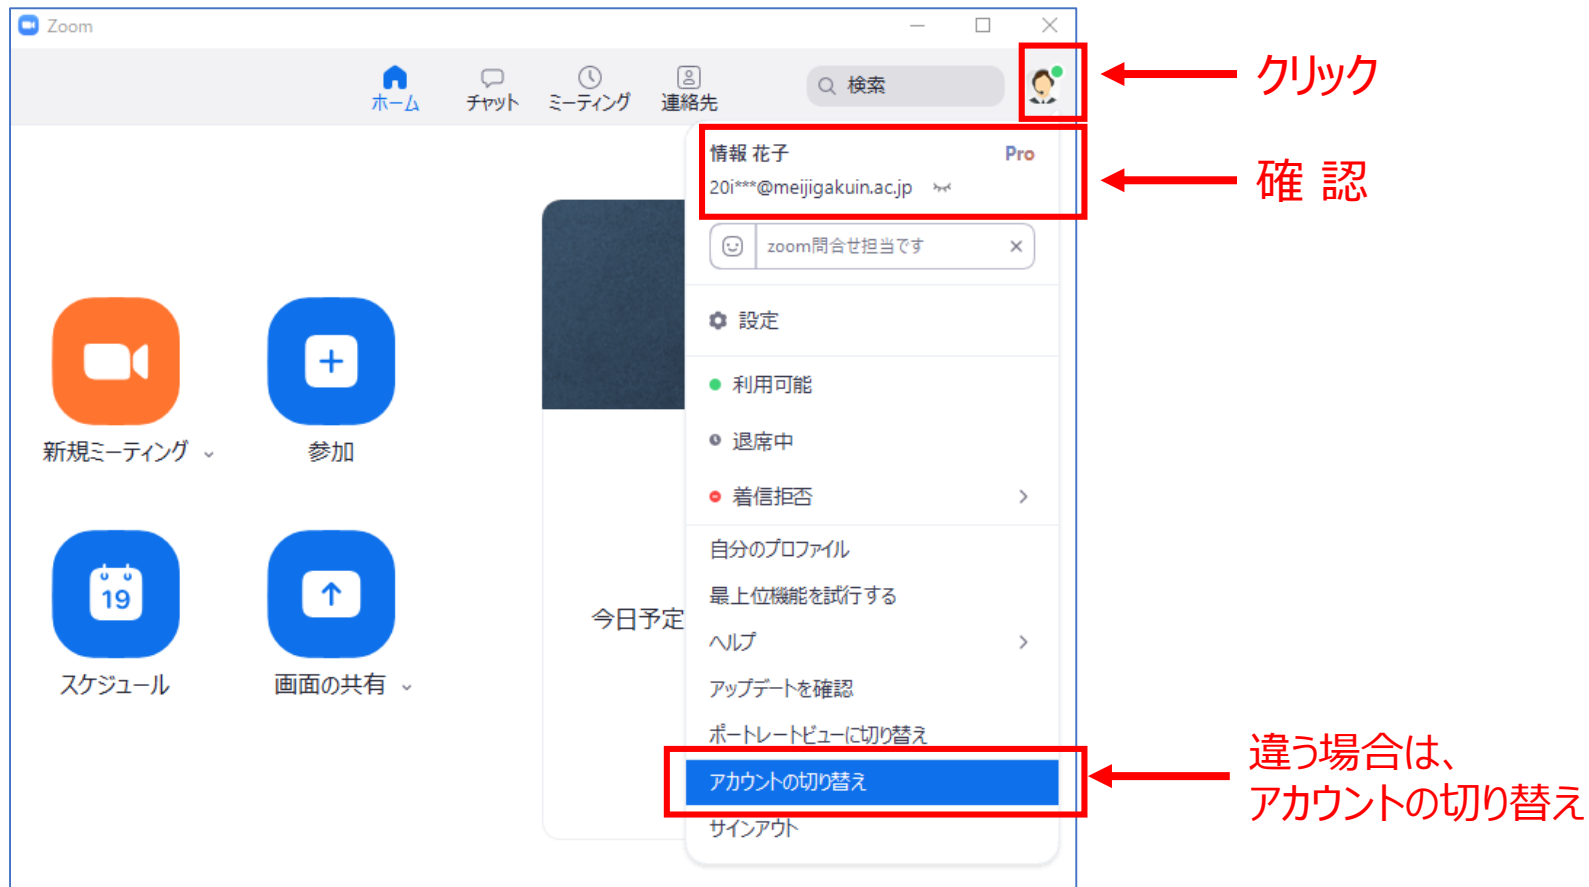 Zoom
ホーム
チャット
ミーティング
連絡先
検索
クリック
情報 花子
Pro
20i***@meijigakuin.ac.jp
確 認
zoom問合せ担当です
設定
利用可能
退席中
着信拒否
新規ミーティング
参加
19
スケジュール
画面の共有
今日予定
自分のプロファイル
最上位機能を試行する
ヘルプ
アップデートを確認
ポートレートビューに切り替え
アカウントの切り替え
サインアウト
違う場合は、
アカウントの切り替え